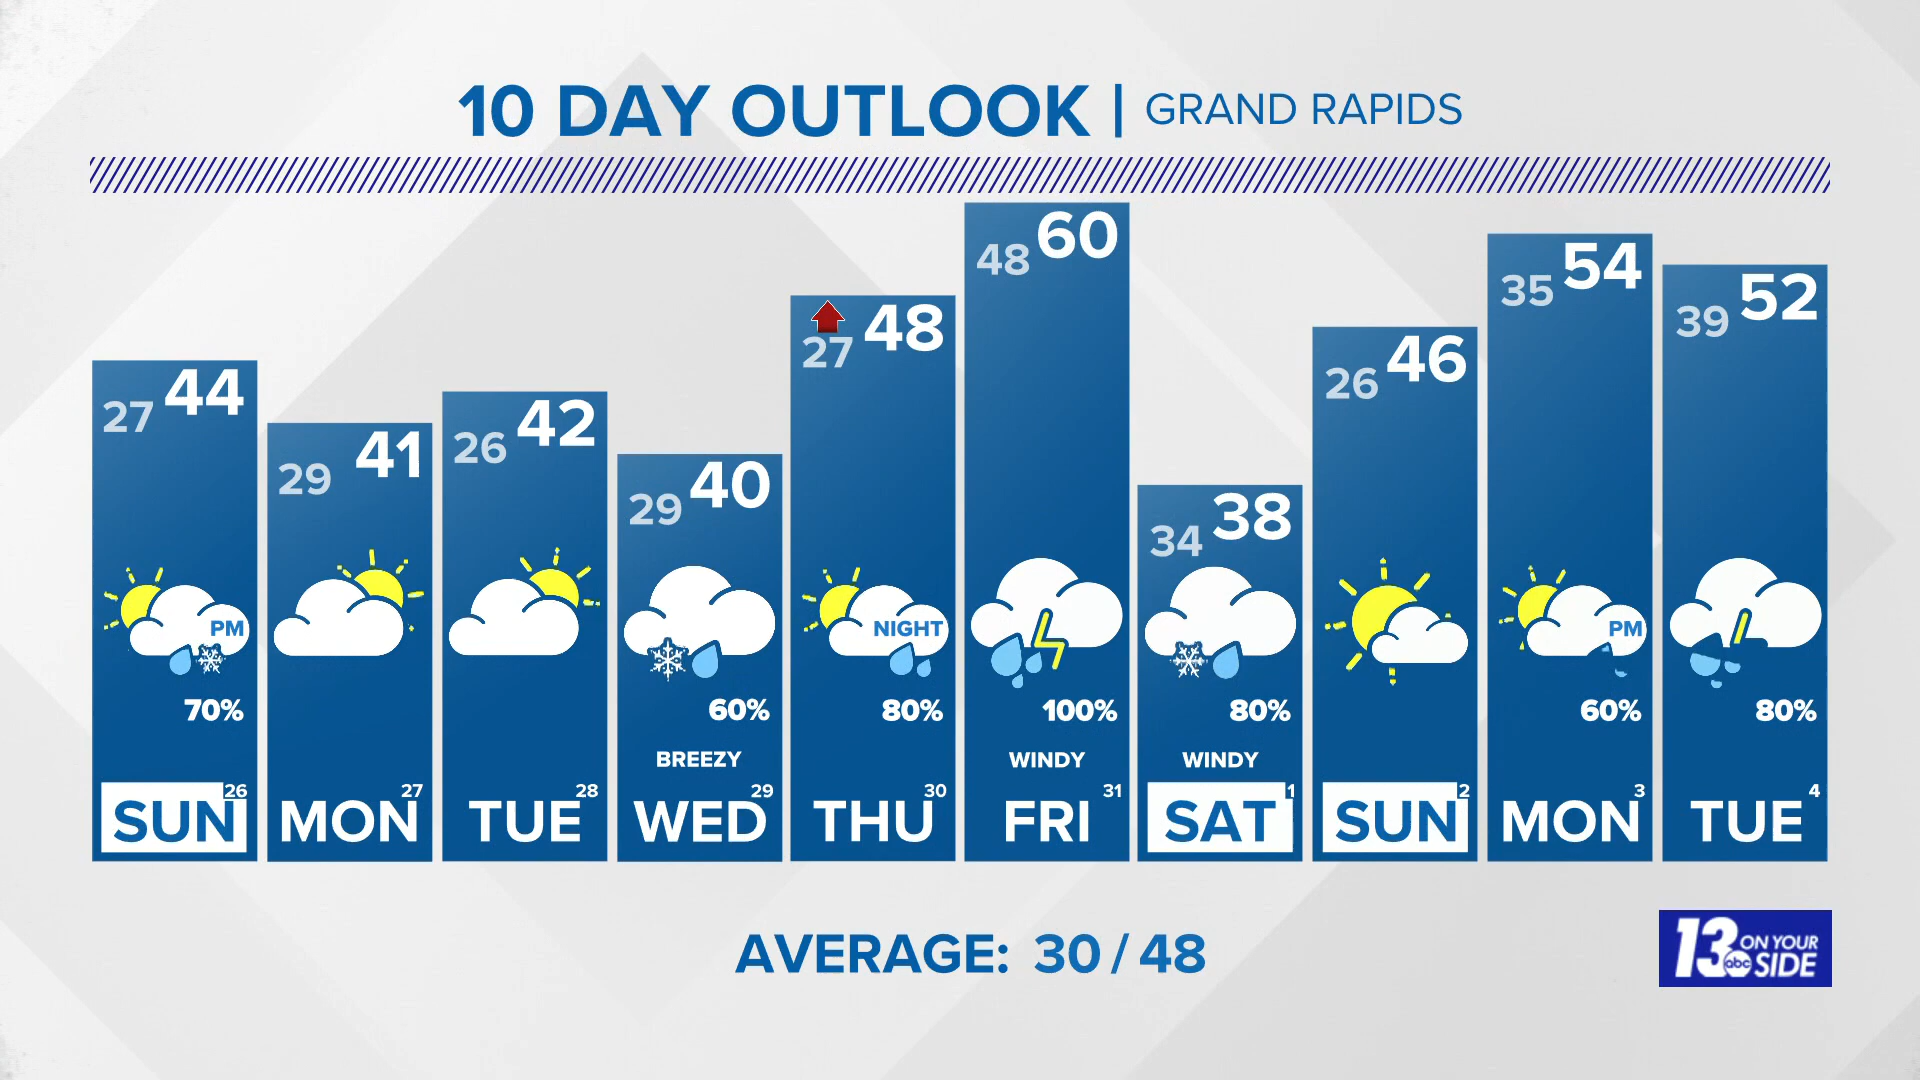 10 DAY OUTLOOK | GRAND RAPIDS
27 44
PM
70%
SUN 26
29 41
MON 27
26 42
TUE 28
29 40
60%
BREEZY
WED 29
27 48
NIGHT
80%
THU 30
48 60
100%
WINDY
FRI 31
34 38
80%
WINDY
SAT 1
26 46
SUN 2
35 54
PM
60%
MON 3
39 52
80%
TUE 4
AVERAGE: 30 / 48
13 ON YOUR
abc SIDE